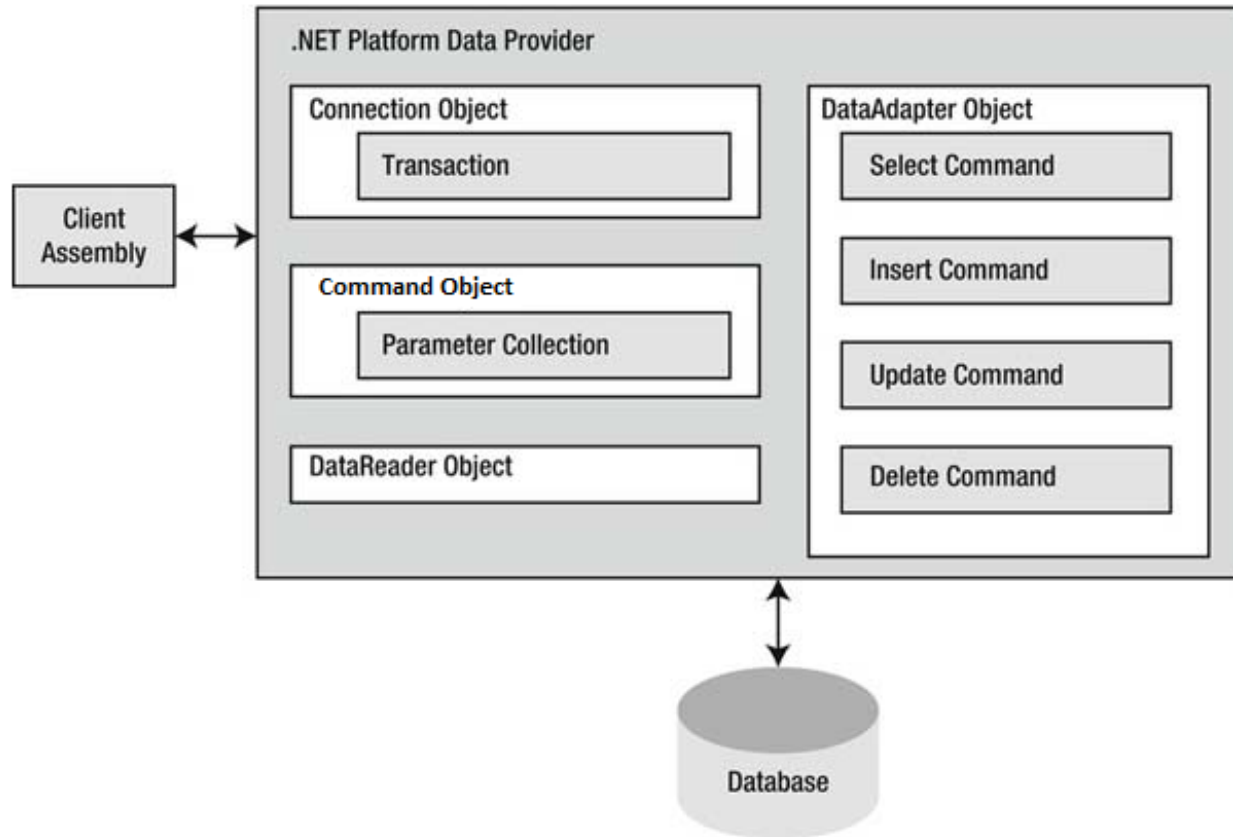 .NET Platform Data Provider
Connection Object
Transaction
Client
Assembly
Command Object
Parameter Collection
DataReader Object
DataAdapter Object
Select Command
Insert Command
Update Command
Delete Command
Database